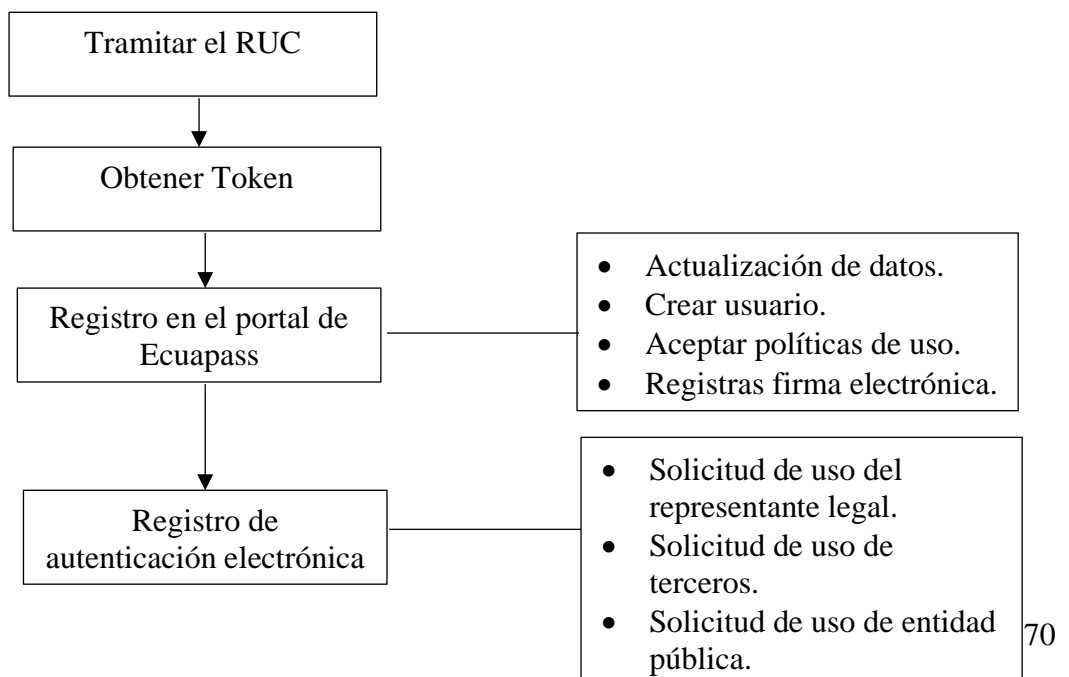 Tramitar el RUC
Obtener Token
Registro en el portal de
Ecuapass
• Actualización de datos.
• Crear usuario.
• Aceptar políticas de uso.
• Registras firma electrónica.
Registro de
autenticación electrónica
• Solicitud de uso del
representante legal.
• Solicitud de uso de
terceros.
• Solicitud de uso de entidad
pública.
70